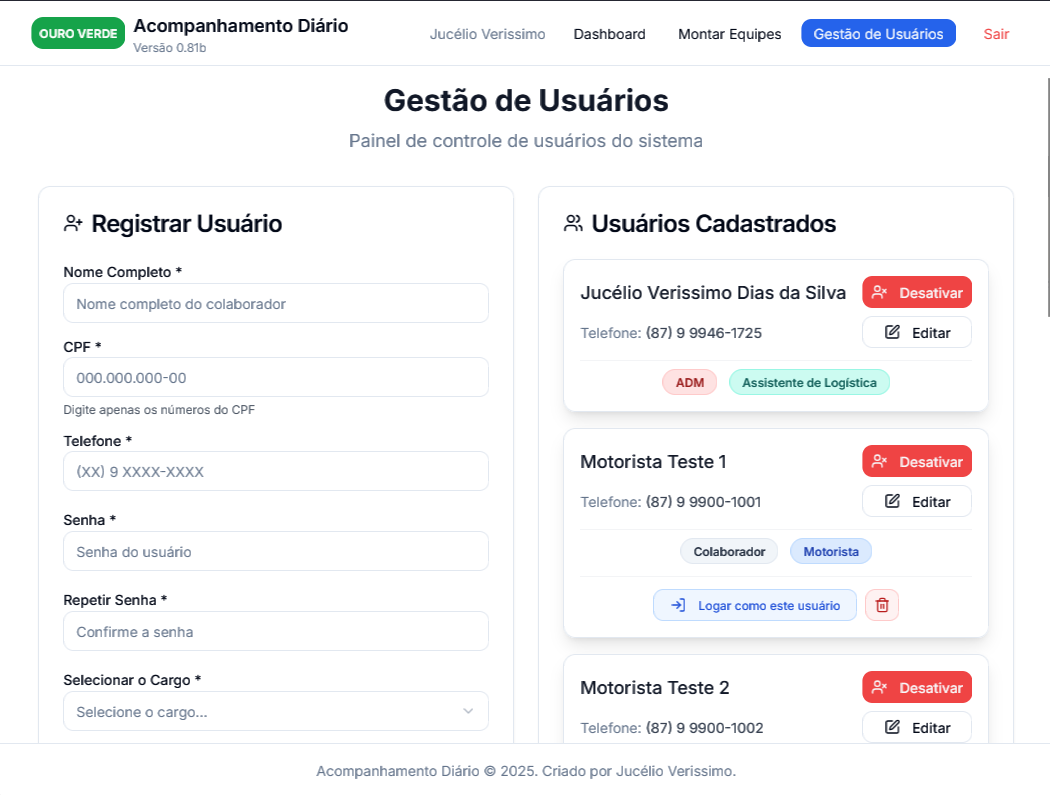 OURO VERDE
Acompanhamento Diário
Versão 0.81b
Jucélio Verissimo
Dashboard
Montar Equipes
Gestão de Usuários
Sair
Gestão de Usuários
Painel de controle de usuários do sistema
Registrar Usuário
Nome Completo *
Nome completo do colaborador
CPF *
000.000.000-00
Digite apenas os números do CPF
Telefone *
(XX) 9 XXXX-XXXX
Senha *
Senha do usuário
Repetir Senha *
Confirme a senha
Selecionar o Cargo *
Selecione o cargo...
Usuários Cadastrados
Jucélio Verissimo Dias da Silva
Desativar
Telefone: (87) 9 9946-1725
Editar
ADM
Assistente de Logística
Motorista Teste 1
Desativar
Telefone: (87) 9 9900-1001
Editar
Colaborador
Motorista
Logar como este usuário
Motorista Teste 2
Desativar
Telefone: (87) 9 9900-1002
Editar
Acompanhamento Diário © 2025. Criado por Jucélio Verissimo.